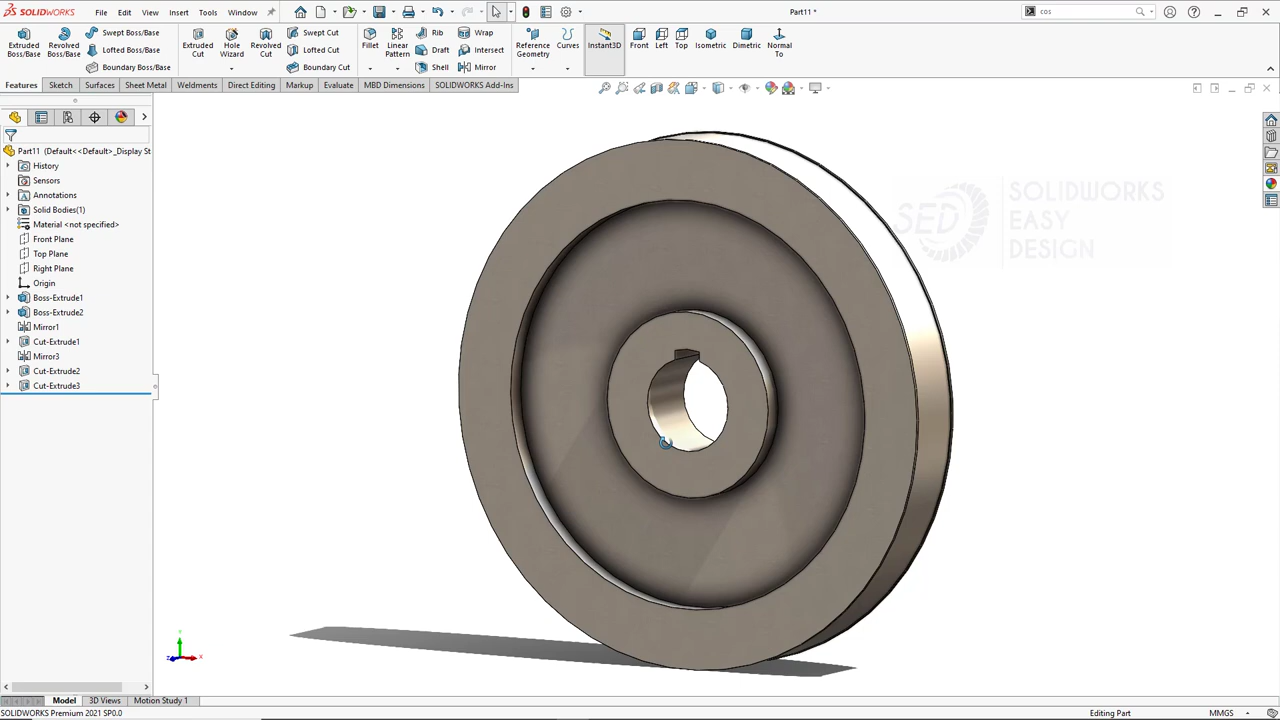 SOLIDWORKS File Edit View Insert Tools Window Part11 * cos
Extruded Boss/Base
Revolved Boss/Base
Swept Boss/Base
Lofted Boss/Base
Boundary Boss/Base
Extruded Cut
Hole Wizard
Revolved Cut
Swept Cut
Lofted Cut
Boundary Cut
Fillet
Linear Pattern
Rib
Draft
Shell
Wrap
Intersect
Mirror
Reference Geometry
Curves
Instant3D
Front
Left
Top
Isometric
Dimetric
Normal To
Features Sketch Surfaces Sheet Metal Weldments Direct Editing Markup Evaluate MBD Dimensions SOLIDWORKS Add-Ins
Part11 (Default<<Default>_Display St
History
Sensors
Annotations
Solid Bodies(1)
Material <not specified>
Front Plane
Top Plane
Right Plane
Origin
Boss-Extrude1
Boss-Extrude2
Mirror1
Cut-Extrude1
Mirror3
Cut-Extrude2
Cut-Extrude3
SED
SOLIDWORKS
EASY
DESIGN
Y
Z
X
Model 3D Views Motion Study 1
SOLIDWORKS Premium 2021 SP0.0 Editing Part MMGS